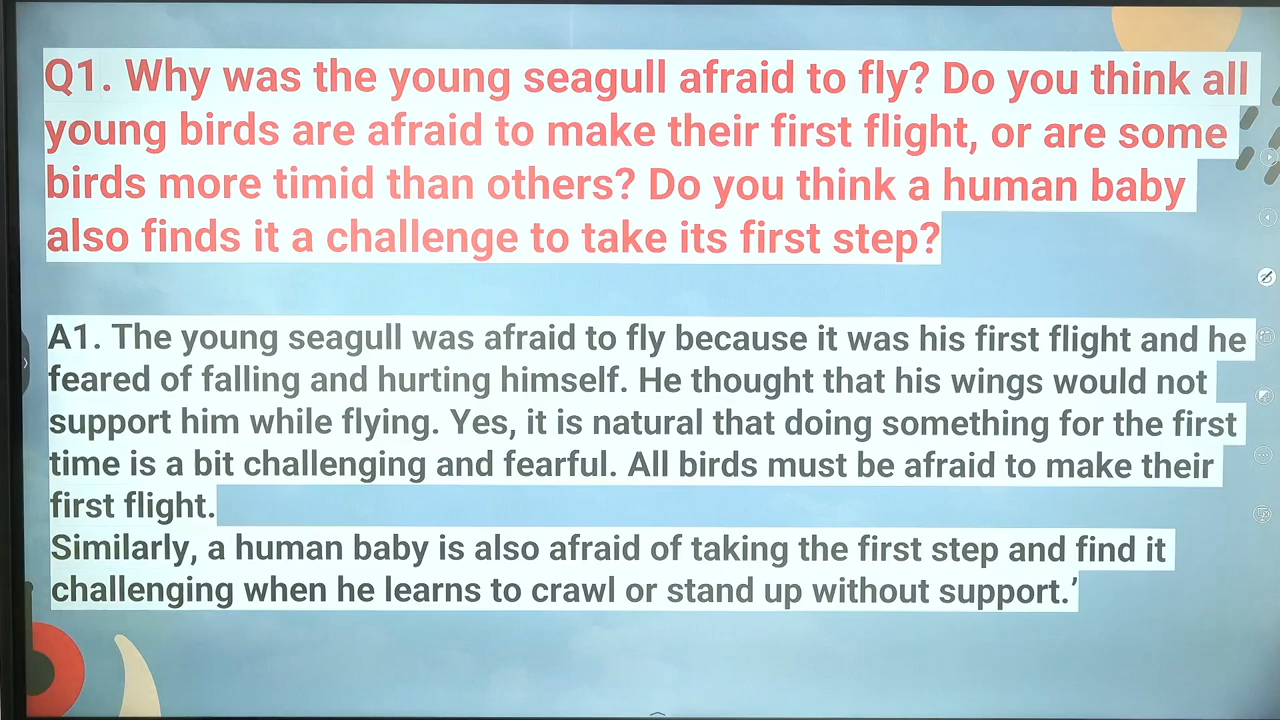 Q1. Why was the young seagull afraid to fly? Do you think all
young birds are afraid to make their first flight, or are some
birds more timid than others? Do you think a human baby
also finds it a challenge to take its first step?
A1. The young seagull was afraid to fly because it was his first flight and he
feared of falling and hurting himself. He thought that his wings would not
support him while flying. Yes, it is natural that doing something for the first
time is a bit challenging and fearful. All birds must be afraid to make their
first flight.
Similarly, a human baby is also afraid of taking the first step and find it
challenging when he learns to crawl or stand up without support.’